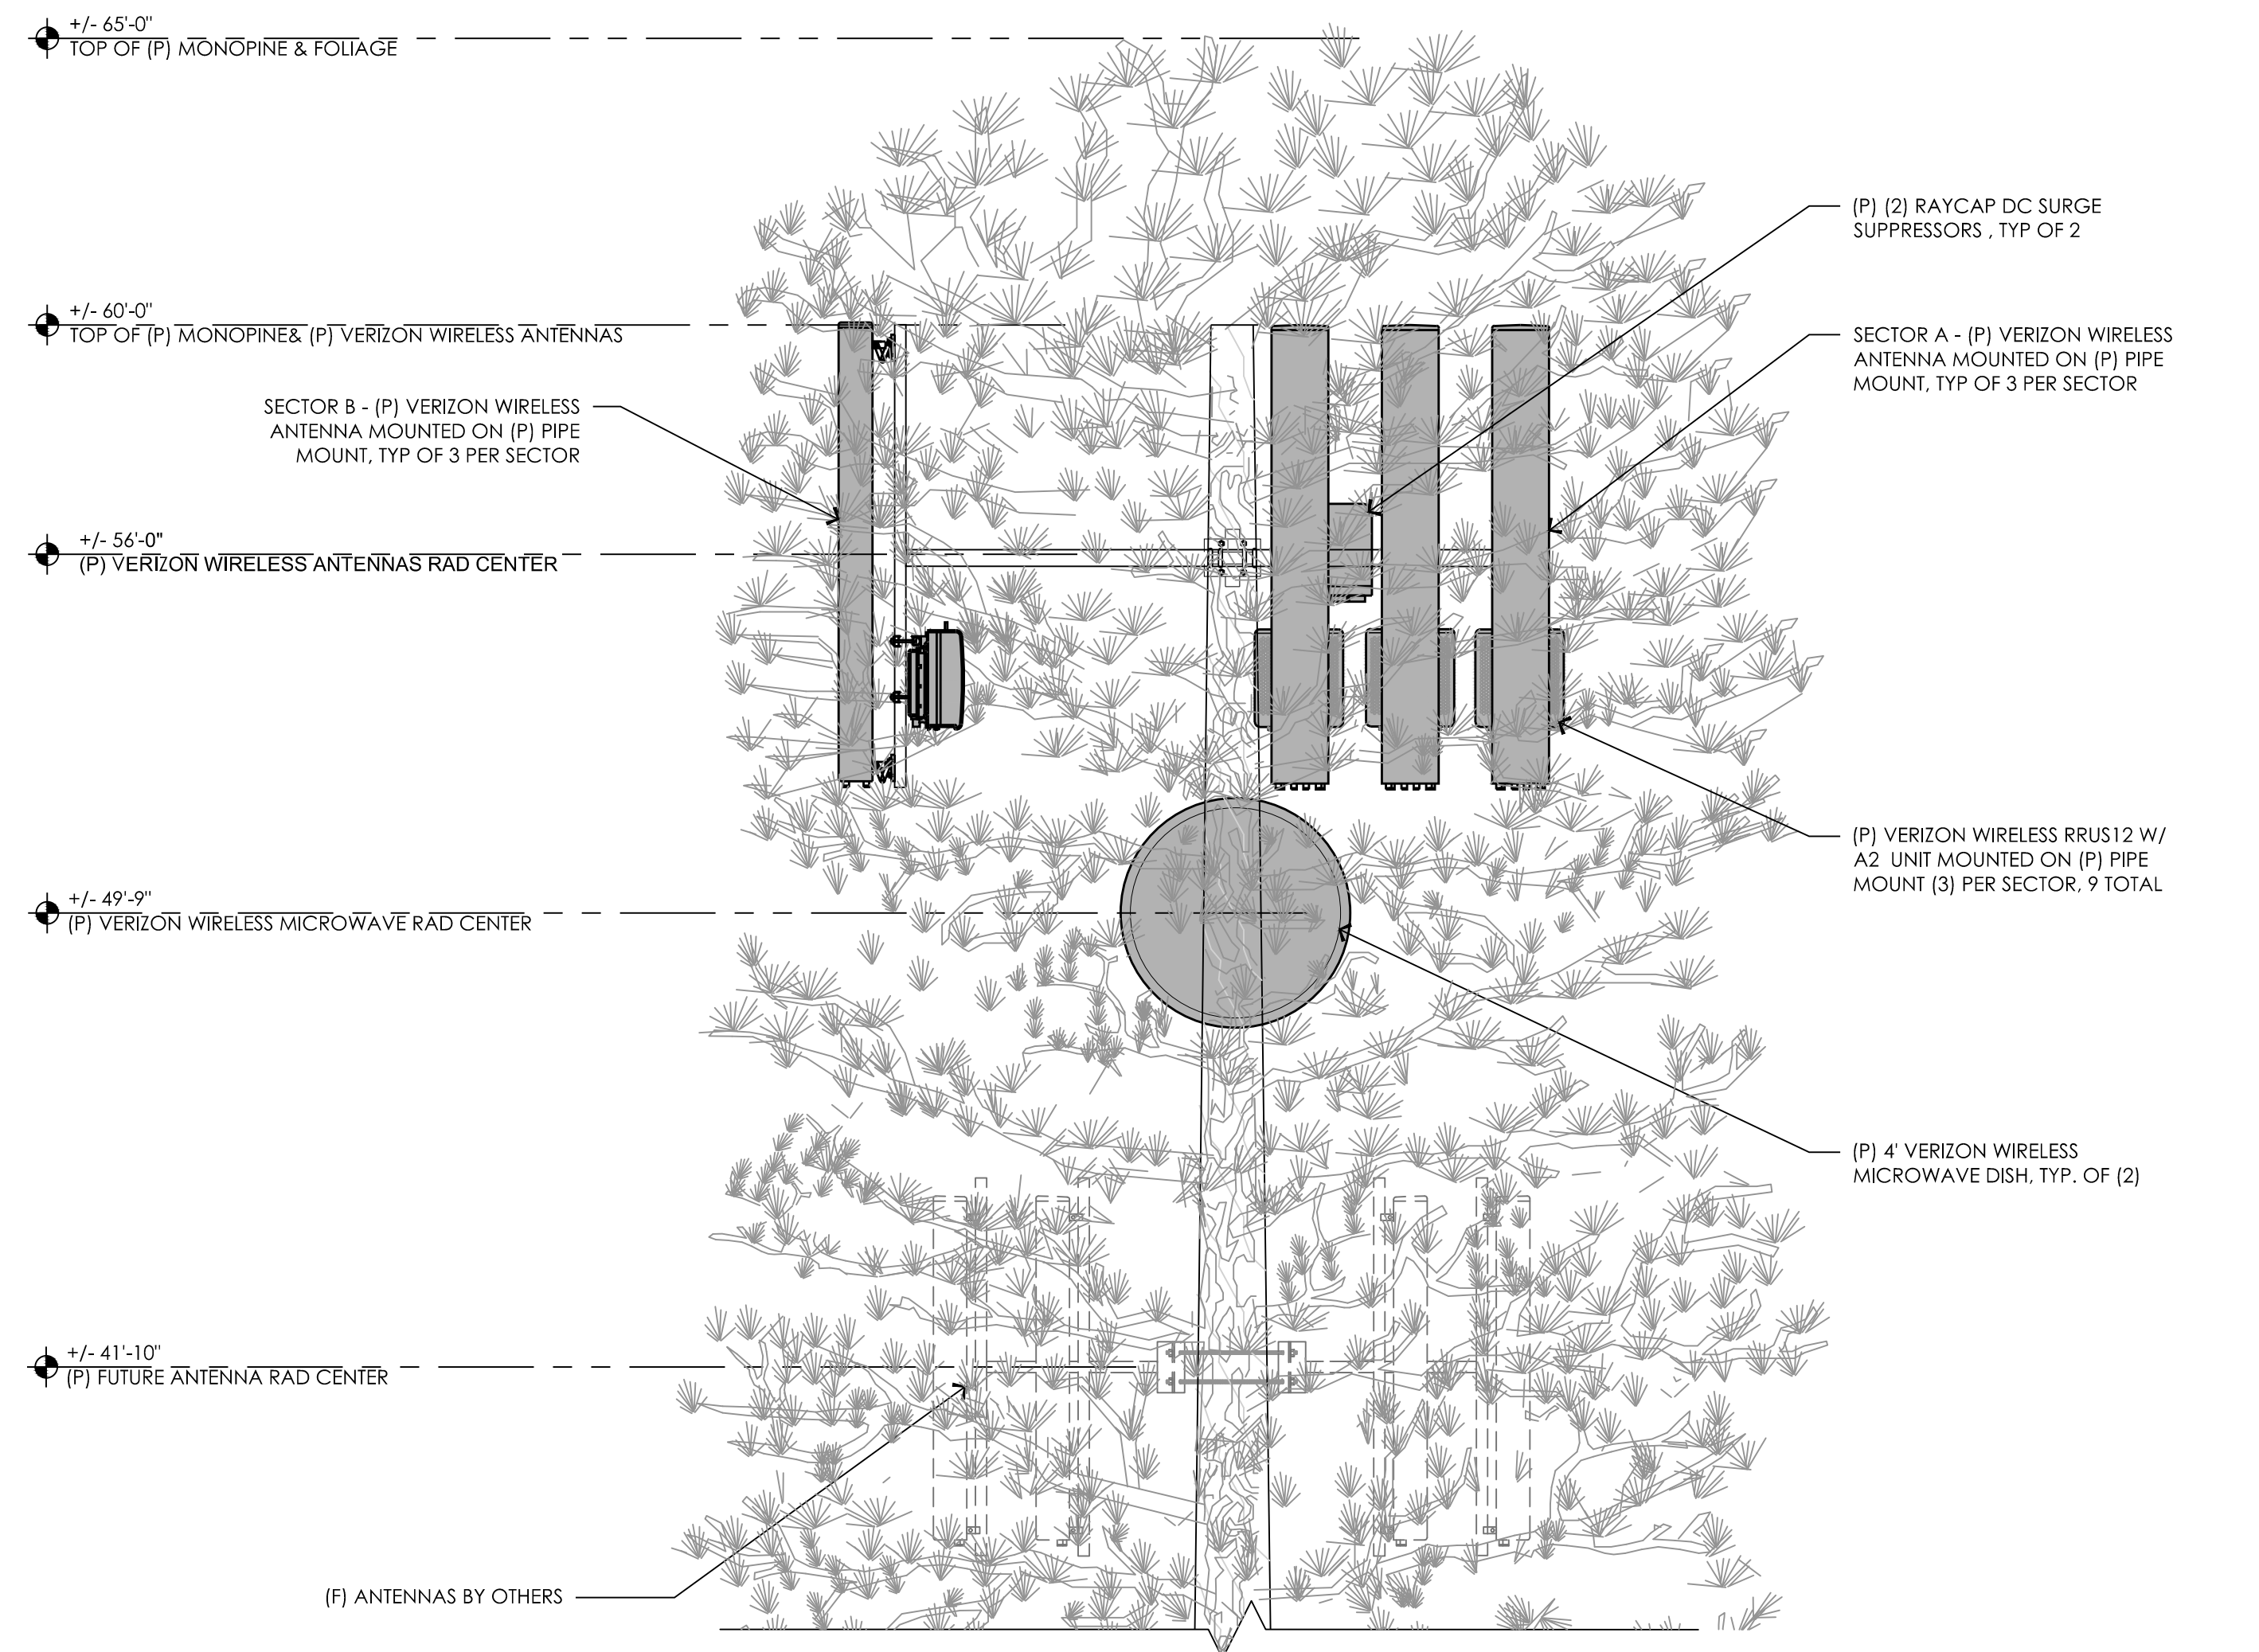 +/- 65'-0"
TOP OF (P) MONOPINE & FOLIAGE
+/- 60'-0"
TOP OF (P) MONOPINE& (P) VERIZON WIRELESS ANTENNAS
SECTOR B - (P) VERIZON WIRELESS
ANTENNA MOUNTED ON (P) PIPE
MOUNT, TYP OF 3 PER SECTOR
+/- 56'-0"
(P) VERIZON WIRELESS ANTENNAS RAD CENTER
+/- 49'-9"
(P) VERIZON WIRELESS MICROWAVE RAD CENTER
+/- 41'-10"
(P) FUTURE ANTENNA RAD CENTER
(F) ANTENNAS BY OTHERS
(P) (2) RAYCAP DC SURGE
SUPPRESSORS , TYP OF 2
SECTOR A - (P) VERIZON WIRELESS
ANTENNA MOUNTED ON (P) PIPE
MOUNT, TYP OF 3 PER SECTOR
(P) VERIZON WIRELESS RRUS12 W/
A2 UNIT MOUNTED ON (P) PIPE
MOUNT (3) PER SECTOR, 9 TOTAL
(P) 4' VERIZON WIRELESS
MICROWAVE DISH, TYP. OF (2)